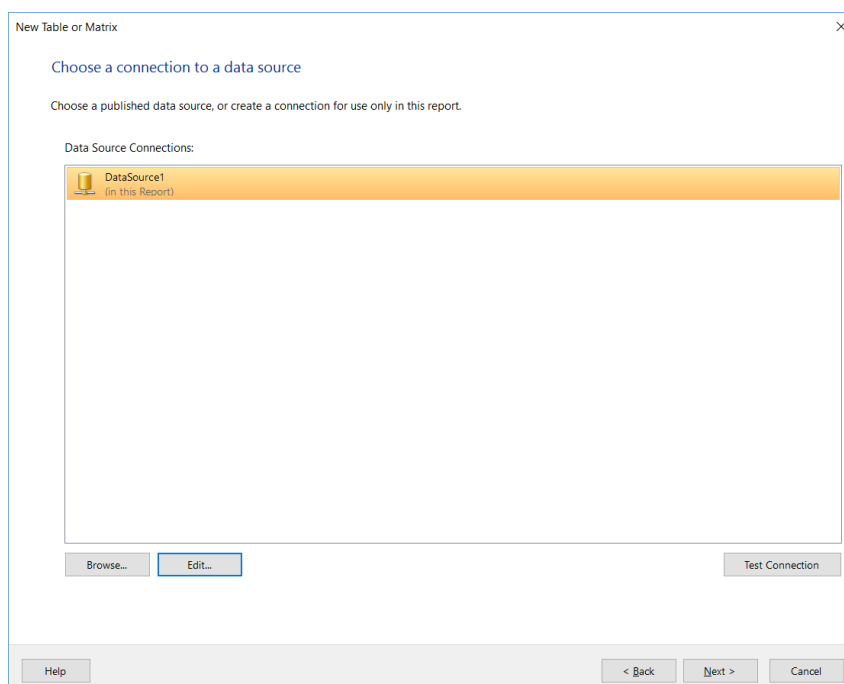 New Table or Matrix
Choose a connection to a data source
Choose a published data source, or create a connection for use only in this report.
Data Source Connections:
DataSource1
(in this Report)
Browse... Edit... Test Connection
Help < Back Next > Cancel